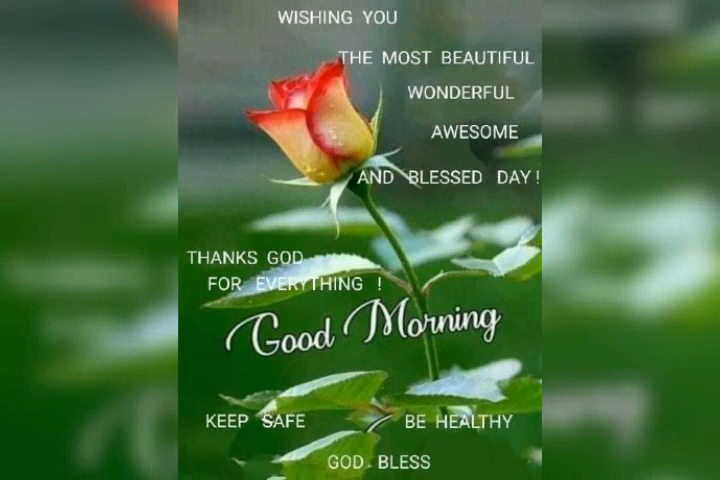 WISHING YOU
THE MOST BEAUTIFUL
WONDERFUL
AWESOME
AND BLESSED DAY!
THANKS GOD
FOR EVERYTHING !
Good Morning
KEEP SAFE
BE HEALTHY
GOD BLESS